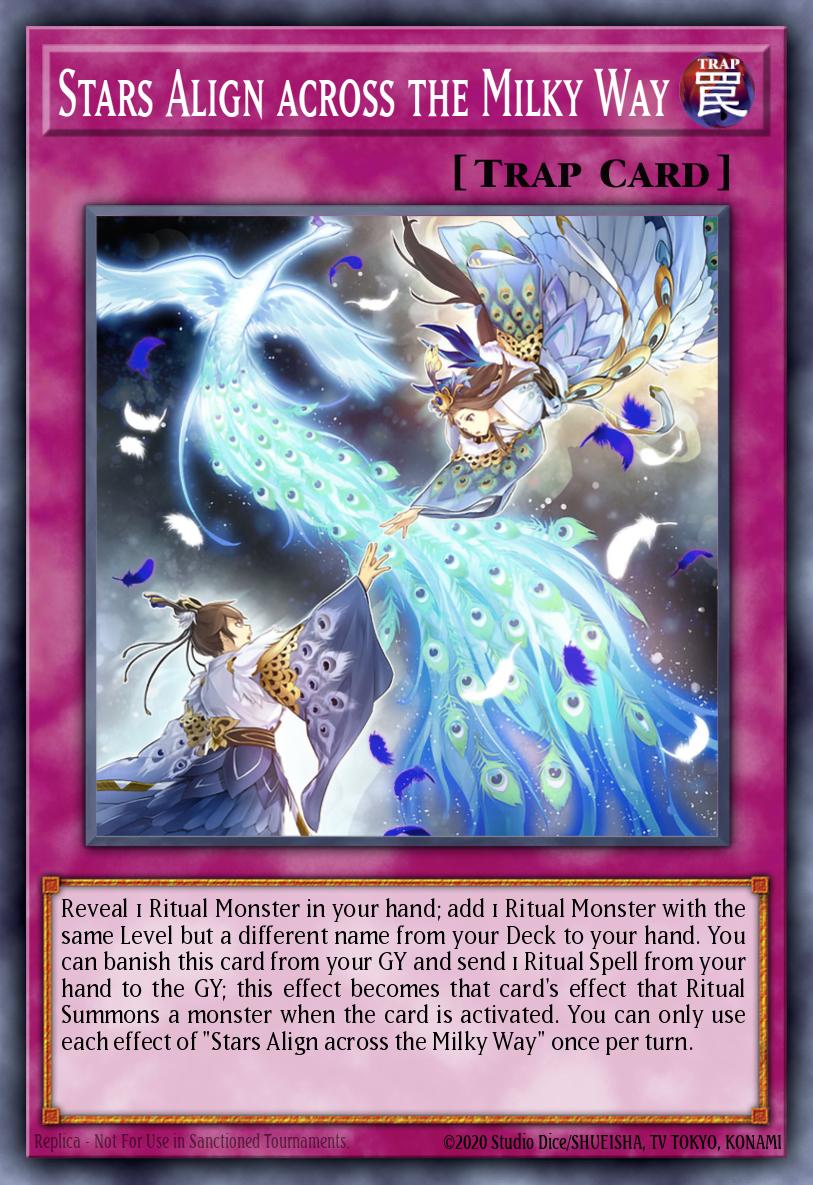 Stars Align across the Milky Way
TRAP
罠
[Trap Card]
Reveal 1 Ritual Monster in your hand; add 1 Ritual Monster with the
same Level but a different name from your Deck to your hand. You
can banish this card from your GY and send 1 Ritual Spell from your
hand to the GY; this effect becomes that card's effect that Ritual
Summons a monster when the card is activated. You can only use
each effect of "Stars Align across the Milky Way" once per turn.
Replica - Not For Use in Sanctioned Tournaments.
©2020 Studio Dice/SHUEISHA, TV TOKYO, KONAMI